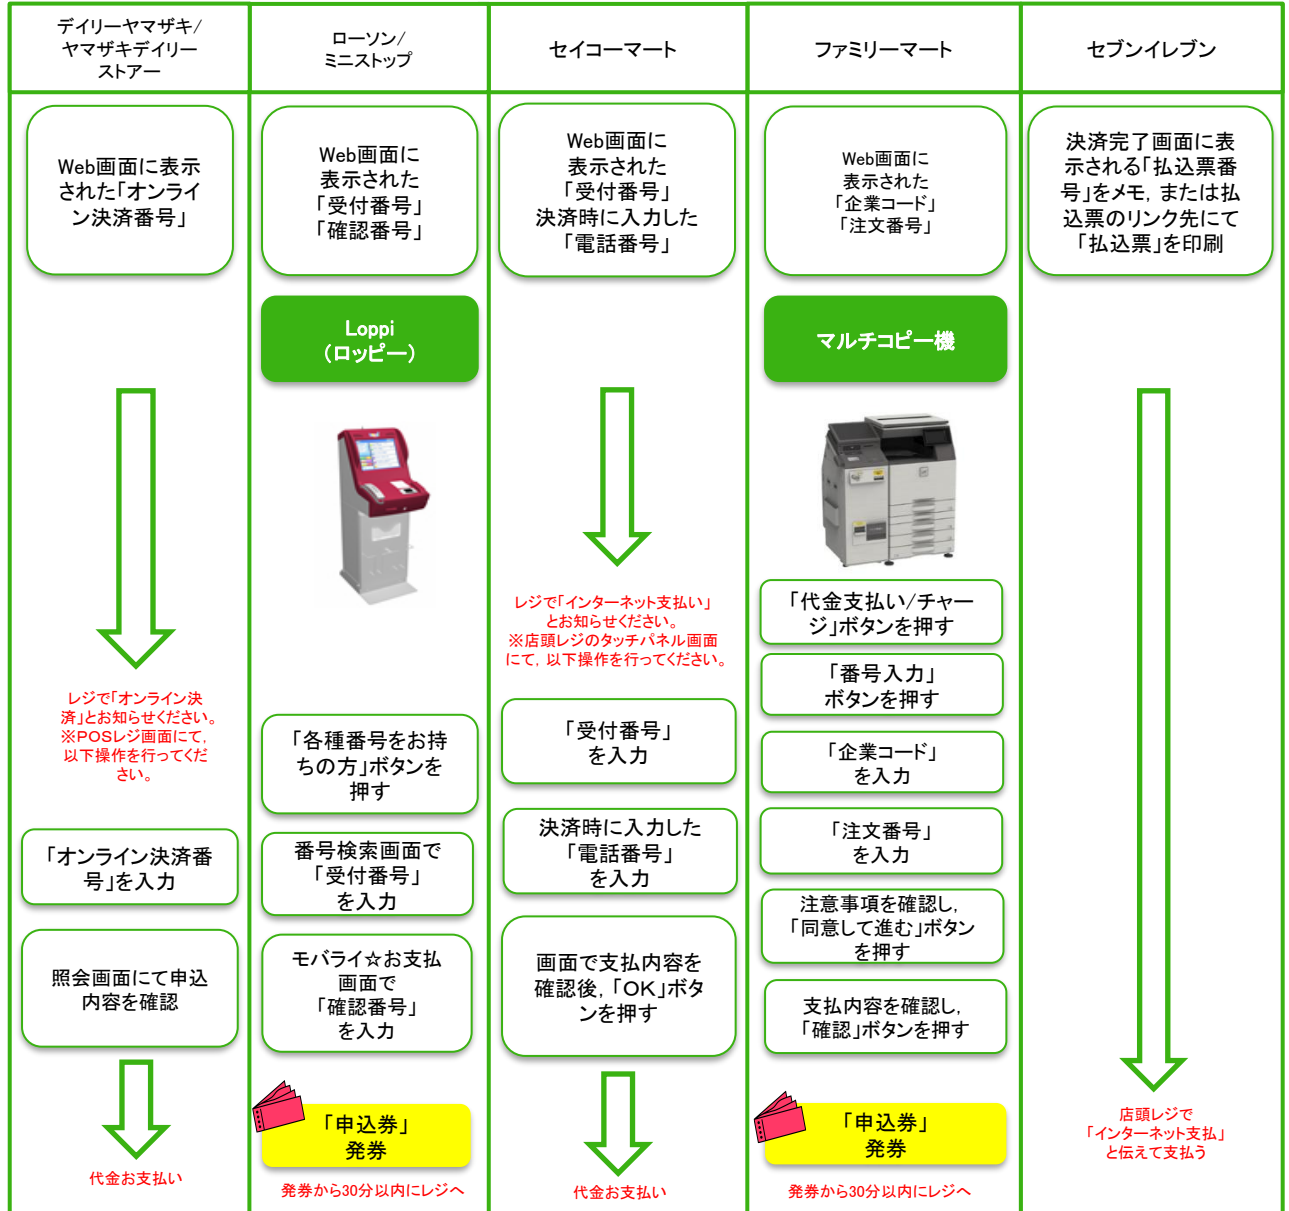 デイリーヤマザキ/
ヤマザキデイリー
ストアー
ローソン/
ミニストップ
セイコーマート
ファミリーマート
セブンイレブン
Web画面に表示
された「オンライ
ン決済番号」
レジで「オンライン決
済」とお知らせください。
※POSレジ画面にて，
以下操作を行ってくだ
さい。
「オンライン決済番
号」を入力
照会画面にて申込
内容を確認
代金お支払い
Web画面に
表示された
「受付番号」
「確認番号」
Loppi
（ロッピー）
「各種番号をお持
ちの方」ボタンを
押す
番号検索画面で
「受付番号」
を入力
モバライ☆お支払
画面で
「確認番号」
を入力
「申込券」
発券
発券から30分以内にレジへ
Web画面に
表示された
「受付番号」
決済時に入力した
「電話番号」
レジで「インターネット支払い」
とお知らせください。
※店頭レジのタッチパネル画面
にて，以下操作を行ってください。
「受付番号」
を入力
決済時に入力した
「電話番号」
を入力
画面で支払内容を
確認後，「OK」ボタ
ンを押す
代金お支払い
Web画面に
表示された
「企業コード」
「注文番号」
マルチコピー機
「代金支払い/チャー
ジ」ボタンを押す
「番号入力」
ボタンを押す
「企業コード」
を入力
「注文番号」
を入力
注意事項を確認し，
「同意して進む」ボタン
を押す
支払内容を確認し，
「確認」ボタンを押す
「申込券」
発券
発券から30分以内にレジへ
決済完了画面に表
示される「払込票番
号」をメモ，または払
込票のリンク先にて
「払込票」を印刷
店頭レジで
「インターネット支払」
と伝えて支払う